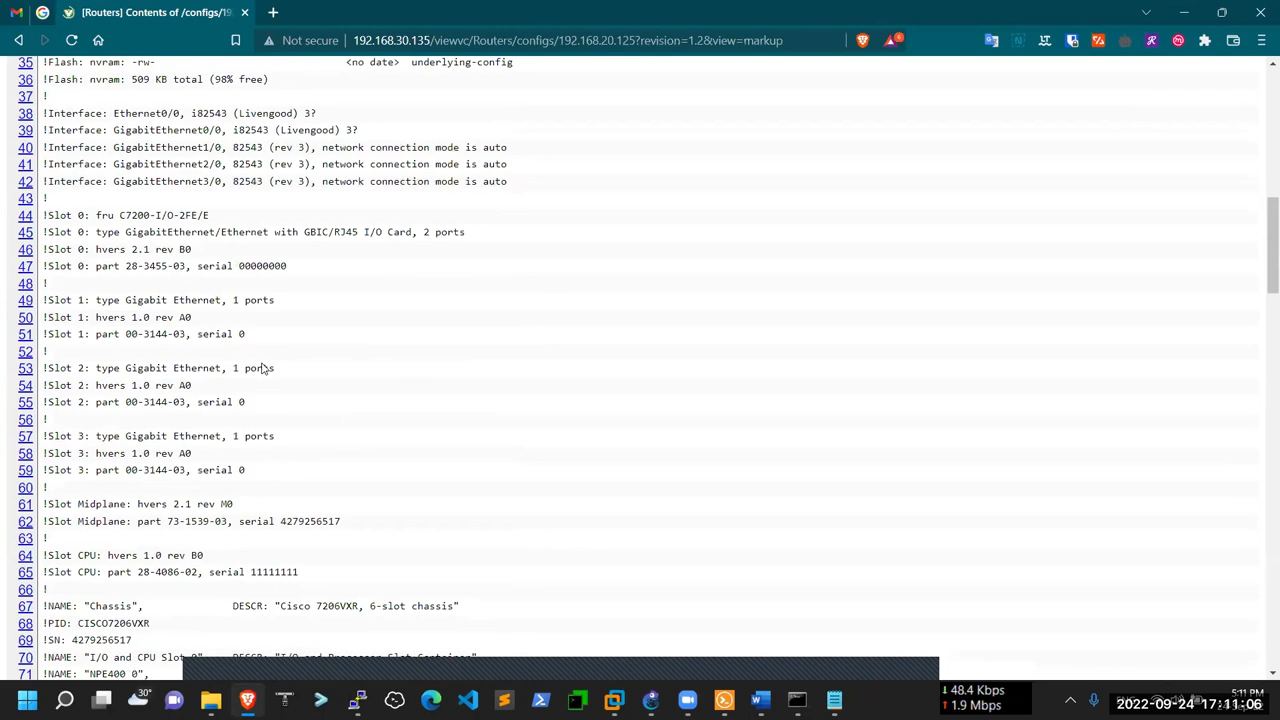 [Routers] Contents of /configs/19
Not secure 192.168.30.135/viewvc/Routers/configs/192.168.20.125?revision=1.2&view=markup
35 !Flash: nvram: -rw- <no date> underlying-config
36 !Flash: nvram: 509 KB total (98% free)
37 !
38 !Interface: Ethernet0/0, i82543 (Livengood) 3?
39 !Interface: GigabitEthernet0/0, i82543 (Livengood) 3?
40 !Interface: GigabitEthernet1/0, 82543 (rev 3), network connection mode is auto
41 !Interface: GigabitEthernet2/0, 82543 (rev 3), network connection mode is auto
42 !Interface: GigabitEthernet3/0, 82543 (rev 3), network connection mode is auto
43 !
44 !Slot 0: fru C7200-I/O-2FE/E
45 !Slot 0: type GigabitEthernet/Ethernet with GBIC/RJ45 I/O Card, 2 ports
46 !Slot 0: hvers 2.1 rev B0
47 !Slot 0: part 28-3455-03, serial 00000000
48 !
49 !Slot 1: type Gigabit Ethernet, 1 ports
50 !Slot 1: hvers 1.0 rev A0
51 !Slot 1: part 00-3144-03, serial 0
52 !
53 !Slot 2: type Gigabit Ethernet, 1 ports
54 !Slot 2: hvers 1.0 rev A0
55 !Slot 2: part 00-3144-03, serial 0
56 !
57 !Slot 3: type Gigabit Ethernet, 1 ports
58 !Slot 3: hvers 1.0 rev A0
59 !Slot 3: part 00-3144-03, serial 0
60 !
61 !Slot Midplane: hvers 2.1 rev M0
62 !Slot Midplane: part 73-1539-03, serial 4279256517
63 !
64 !Slot CPU: hvers 1.0 rev B0
65 !Slot CPU: part 28-4086-02, serial 11111111
66 !
67 !NAME: "Chassis", DESCR: "Cisco 7206VXR, 6-slot chassis"
68 !PID: CISCO7206VXR
69 !SN: 4279256517
70 !NAME: "I/O and CPU Slot 0", DESCR: "I/O and Processor Slot Container"
71 !NAME: "NPE400 0",
30°
48.4 Kbps
1.9 Mbps
5:11 PM
2022-09-24 17:11:06